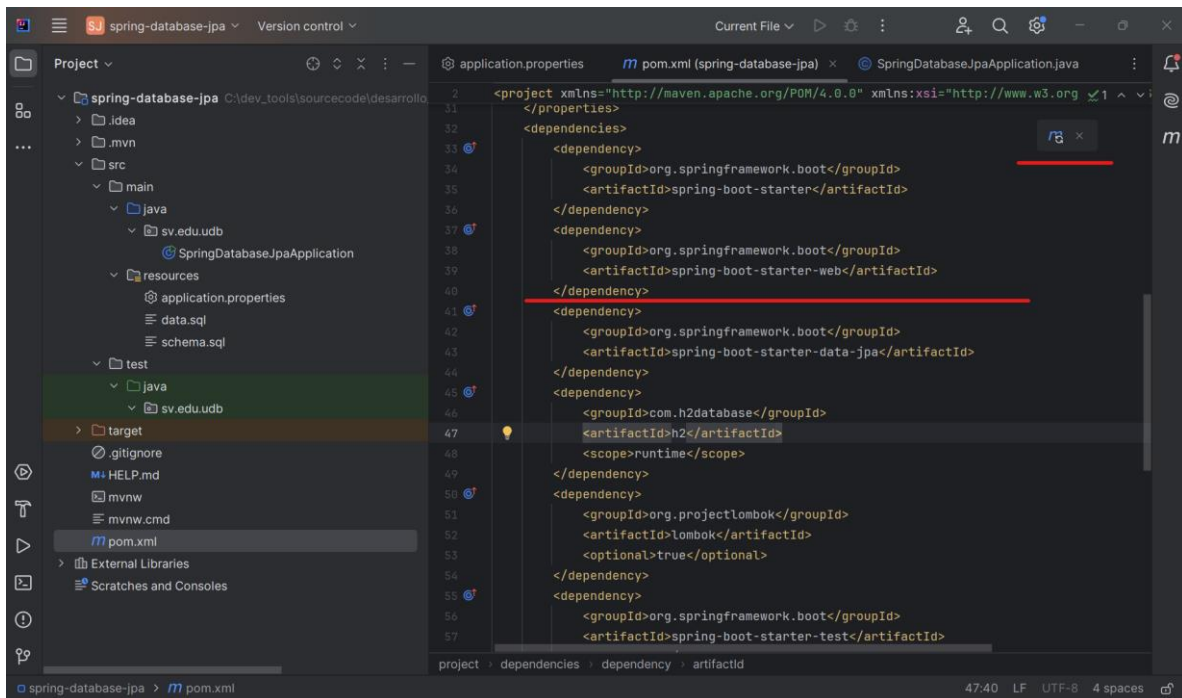 SJ spring-database-jpa Version control Current File
Project
application.properties pom.xml (spring-database-jpa) SpringDatabaseJpaApplication.java
spring-database-jpa C:\dev_tools\sourcecode\desarrollo
.idea
.mvn
src
main
java
sv.edu.udb
SpringDatabaseJpaApplication
resources
application.properties
data.sql
schema.sql
test
java
sv.edu.udb
target
.gitignore
M↓ HELP.md
mvnw
mvnw.cmd
m pom.xml
External Libraries
Scratches and Consoles
2 <project xmlns="http://maven.apache.org/POM/4.0.0" xmlns:xsi="http://www.w3.org 1
31 </properties>
32 <dependencies>
33 <dependency>
34 <groupId>org.springframework.boot</groupId>
35 <artifactId>spring-boot-starter</artifactId>
36 </dependency>
37 <dependency>
38 <groupId>org.springframework.boot</groupId>
39 <artifactId>spring-boot-starter-web</artifactId>
40 </dependency>
41 <dependency>
42 <groupId>org.springframework.boot</groupId>
43 <artifactId>spring-boot-starter-data-jpa</artifactId>
44 </dependency>
45 <dependency>
46 <groupId>com.h2database</groupId>
47 <artifactId>h2</artifactId>
48 <scope>runtime</scope>
49 </dependency>
50 <dependency>
51 <groupId>org.projectlombok</groupId>
52 <artifactId>lombok</artifactId>
53 <optional>true</optional>
54 </dependency>
55 <dependency>
56 <groupId>org.springframework.boot</groupId>
57 <artifactId>spring-boot-starter-test</artifactId>
project > dependencies > dependency > artifactId
spring-database-jpa > m pom.xml 47:40 LF UTF-8 4 spaces